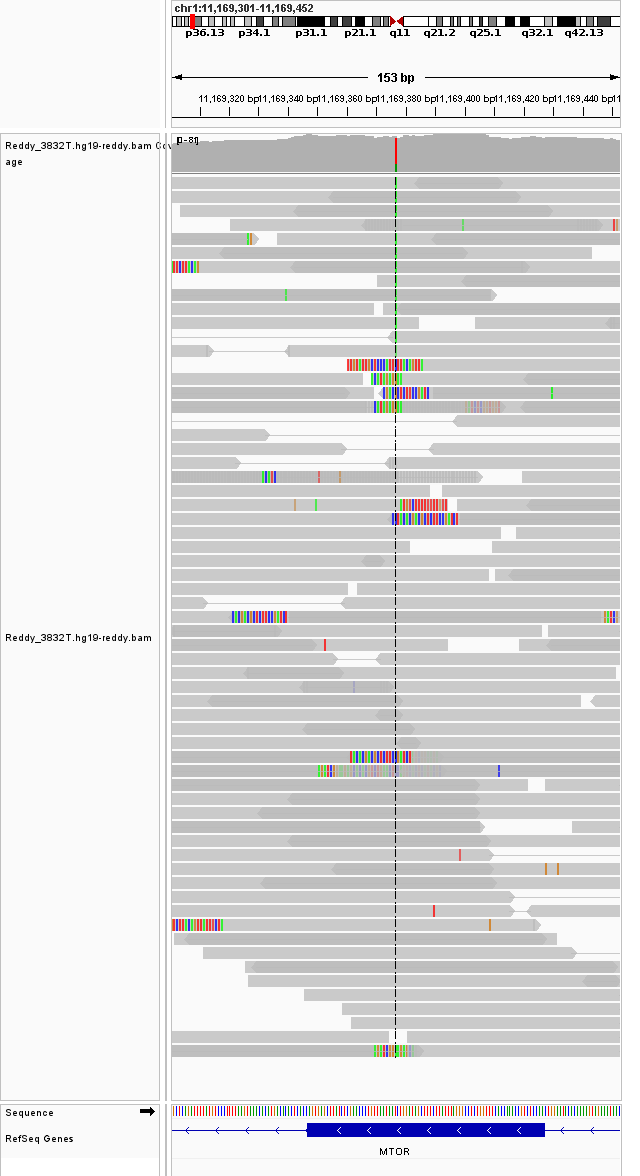 chr1:11,169,301-11,169,452
p36.13 p34.1 p31.1 p21.1 q11 q21.2 q25.1 q32.1 q42.13
153 bp
11,169,320 bp 11,169,340 bp 11,169,360 bp 11,169,380 bp 11,169,400 bp 11,169,420 bp 11,169,440 bp
Reddy_3832T.hg19-reddy.bam Cov
age
[0 - 81]
Reddy_3832T.hg19-reddy.bam
Sequence
RefSeq Genes
MTOR